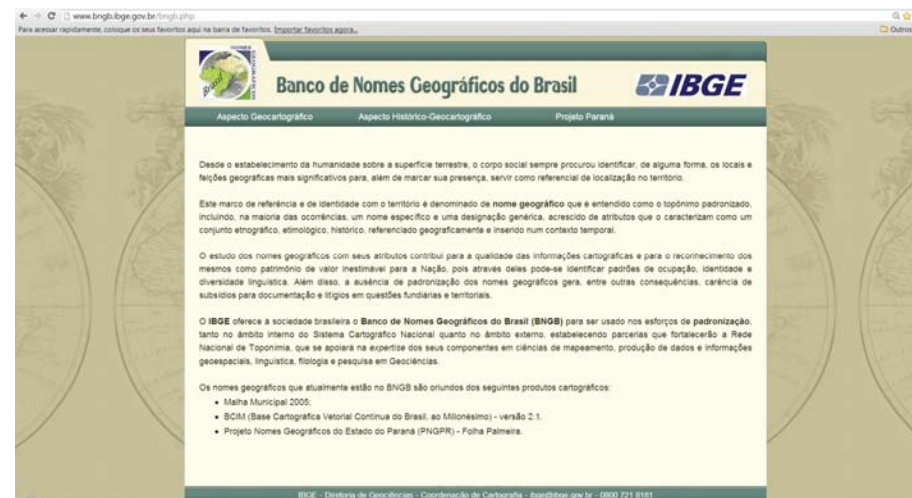 www.bngb.ibge.gov.br/bngb.php
Para acessar rapidamente, coloque os seus favoritos aqui na barra de favoritos. Importar favoritos agora...
Outros
NOMES
GEOGRÁFICOS
Brasil
Banco de Nomes Geográficos do Brasil
IBGE
Aspecto Geocartográfico
Aspecto Histórico-Geocartográfico
Projeto Paraná
Desde o estabelecimento da humanidade sobre a superfície terrestre, o corpo social sempre procurou identificar, de alguma forma, os locais e
feições geográficas mais significativos para, além de marcar sua presença, servir como referencial de localização no território.
Este marco de referência e de identidade com o território é denominado de nome geográfico que é entendido como o topônimo padronizado,
incluindo, na maioria das ocorrências, um nome específico e uma designação genérica, acrescido de atributos que o caracterizam como um
conjunto etnográfico, etimológico, histórico, referenciado geograficamente e inserido num contexto temporal.
O estudo dos nomes geográficos com seus atributos contribui para a qualidade das informações cartográficas e para o reconhecimento dos
mesmos como patrimônio de valor inestimável para a Nação, pois através deles pode-se identificar padrões de ocupação, identidade e
diversidade linguística. Além disso, a ausência de padronização dos nomes geográficos gera, entre outras consequências, carência de
subsídios para documentação e litígios em questões fundiárias e territoriais.
O IBGE oferece à sociedade brasileira o Banco de Nomes Geográficos do Brasil (BNGB) para ser usado nos esforços de padronização,
tanto no âmbito interno do Sistema Cartográfico Nacional quanto no âmbito externo, estabelecendo parcerias que fortalecerão a Rede
Nacional de Toponímia, que se apoiará na expertise dos seus componentes em ciências de mapeamento, produção de dados e informações
geoespaciais, linguística, filologia e pesquisa em Geociências.
Os nomes geográficos que atualmente estão no BNGB são oriundos dos seguintes produtos cartográficos:
• Malha Municipal 2005;
• BCIM (Base Cartográfica Vetorial Contínua do Brasil, ao Milionésimo) - versão 2.1.
• Projeto Nomes Geográficos do Estado do Paraná (PNGPR) - Folha Palmeira.
IBGE - Diretoria de Geociências - Coordenação de Cartografia - ibge@ibge.gov.br - 0800 721 8181